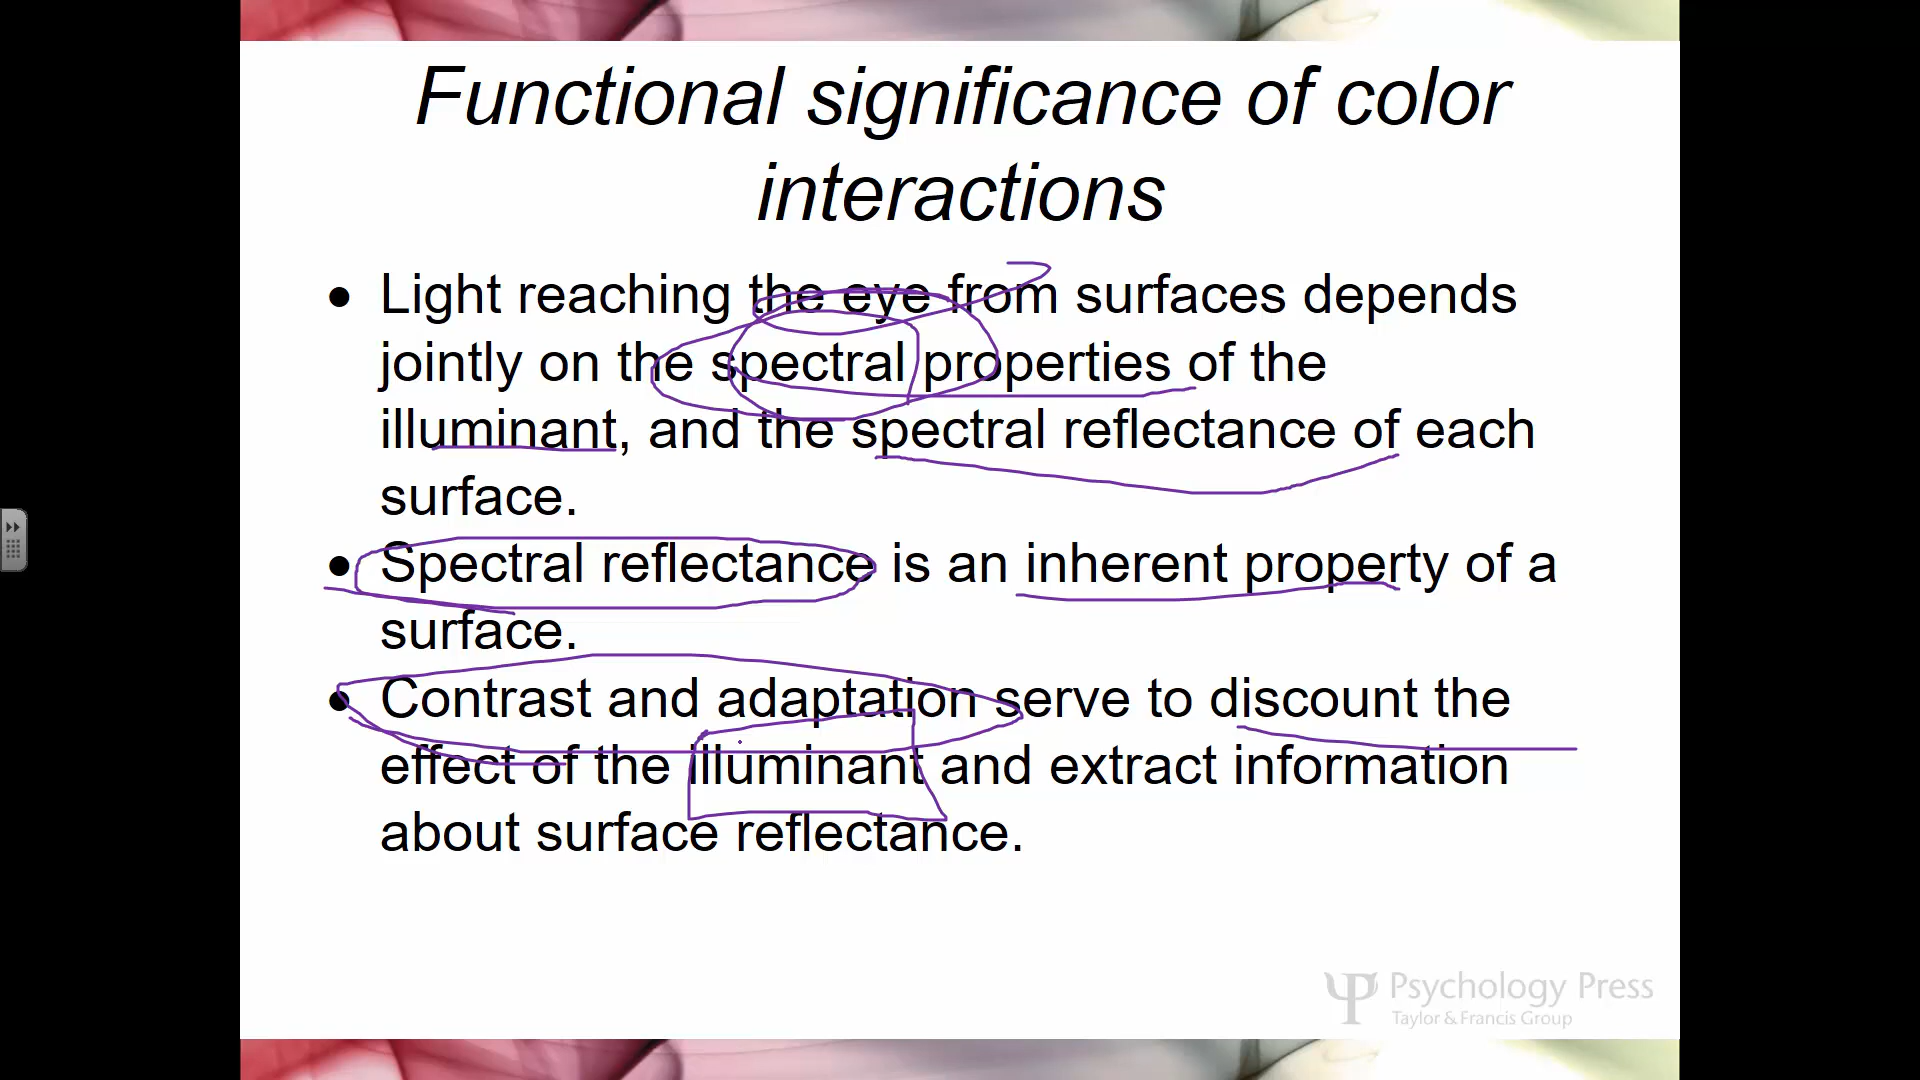 Functional significance of color
interactions
● Light reaching the eye from surfaces depends
jointly on the spectral properties of the
illuminant, and the spectral reflectance of each
surface.
● Spectral reflectance is an inherent property of a
surface.
● Contrast and adaptation serve to discount the
effect of the illuminant and extract information
about surface reflectance.
Psychology Press
Taylor & Francis Group